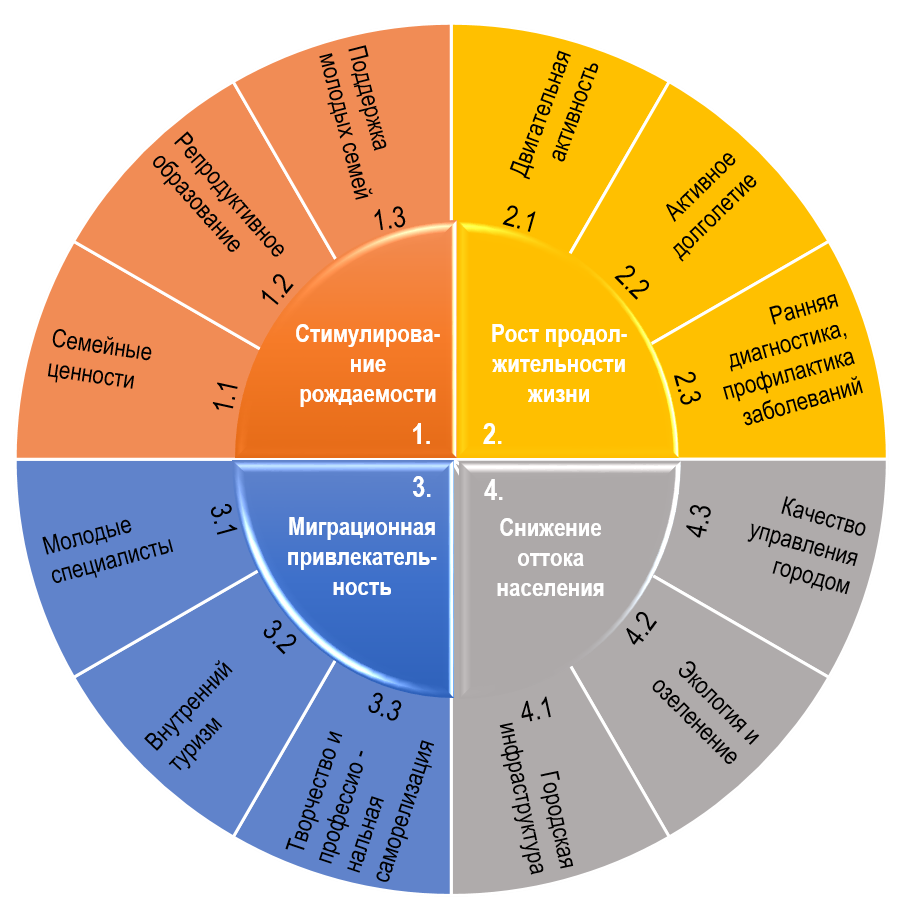 Стимулирова-
ние
рождаемости
1.
1.1
Семейные
ценности
1.2
Репродуктивное
образование
1.3
Поддержка
молодых семей
Рост продол-
жительности
жизни
2.
2.1
Двигательная
активность
2.2
Активное
долголетие
2.3
Ранняя
диагностика,
профилактика
заболеваний
3.
Миграционная
привлекатель-
ность
3.1
Молодые
специалисты
3.2
Внутренний
туризм
3.3
Творчество и
профессио -
нальная
саморелизация
4.
Снижение
оттока
населения
4.1
Городская
инфраструктура
4.2
Экология и
озеленение
4.3
Качество
управления
городом